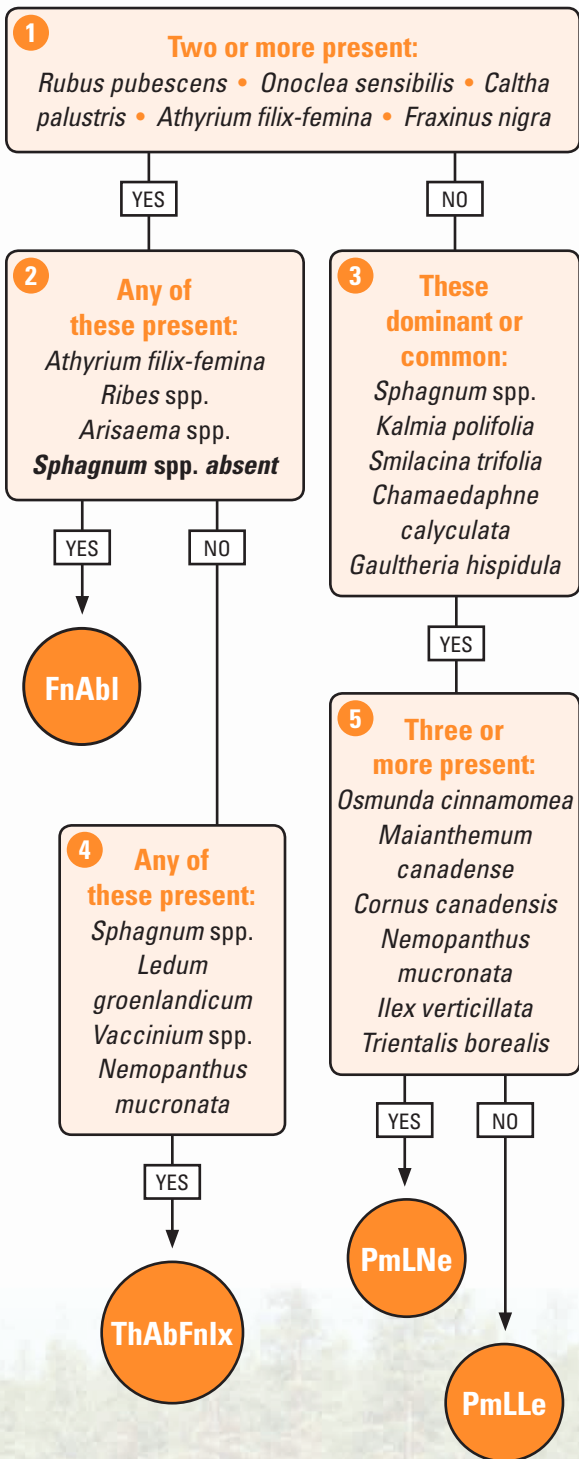 1
Two or more present:
Rubus pubescens • Onoclea sensibilis • Caltha
palustris • Athyrium filix-femina • Fraxinus nigra
YES
NO
2
Any of
these present:
Athyrium filix-femina
Ribes spp.
Arisaema spp.
Sphagnum spp. absent
YES
NO
FnAbI
3
These
dominant or
common:
Sphagnum spp.
Kalmia polifolia
Smilacina trifolia
Chamaedaphne
calyculata
Gaultheria hispidula
YES
4
Any of
these present:
Sphagnum spp.
Ledum
groenlandicum
Vaccinium spp.
Nemopanthus
mucronata
YES
ThAbFnIx
5
Three or
more present:
Osmunda cinnamomea
Maianthemum
canadense
Cornus canadensis
Nemopanthus
mucronata
Ilex verticillata
Trientalis borealis
YES
NO
PmLNe
PmLLe